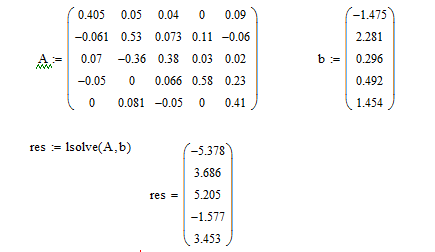 A := ( 0.405 0.05 0.04 0 0.09
-0.061 0.53 0.073 0.11 -0.06
0.07 -0.36 0.38 0.03 0.02
-0.05 0 0.066 0.58 0.23
0 0.081 -0.05 0 0.41 )
b := ( -1.475
2.281
0.296
0.492
1.454 )
res := lsolve(A,b)
res = ( -5.378
3.686
5.205
-1.577
3.453 )